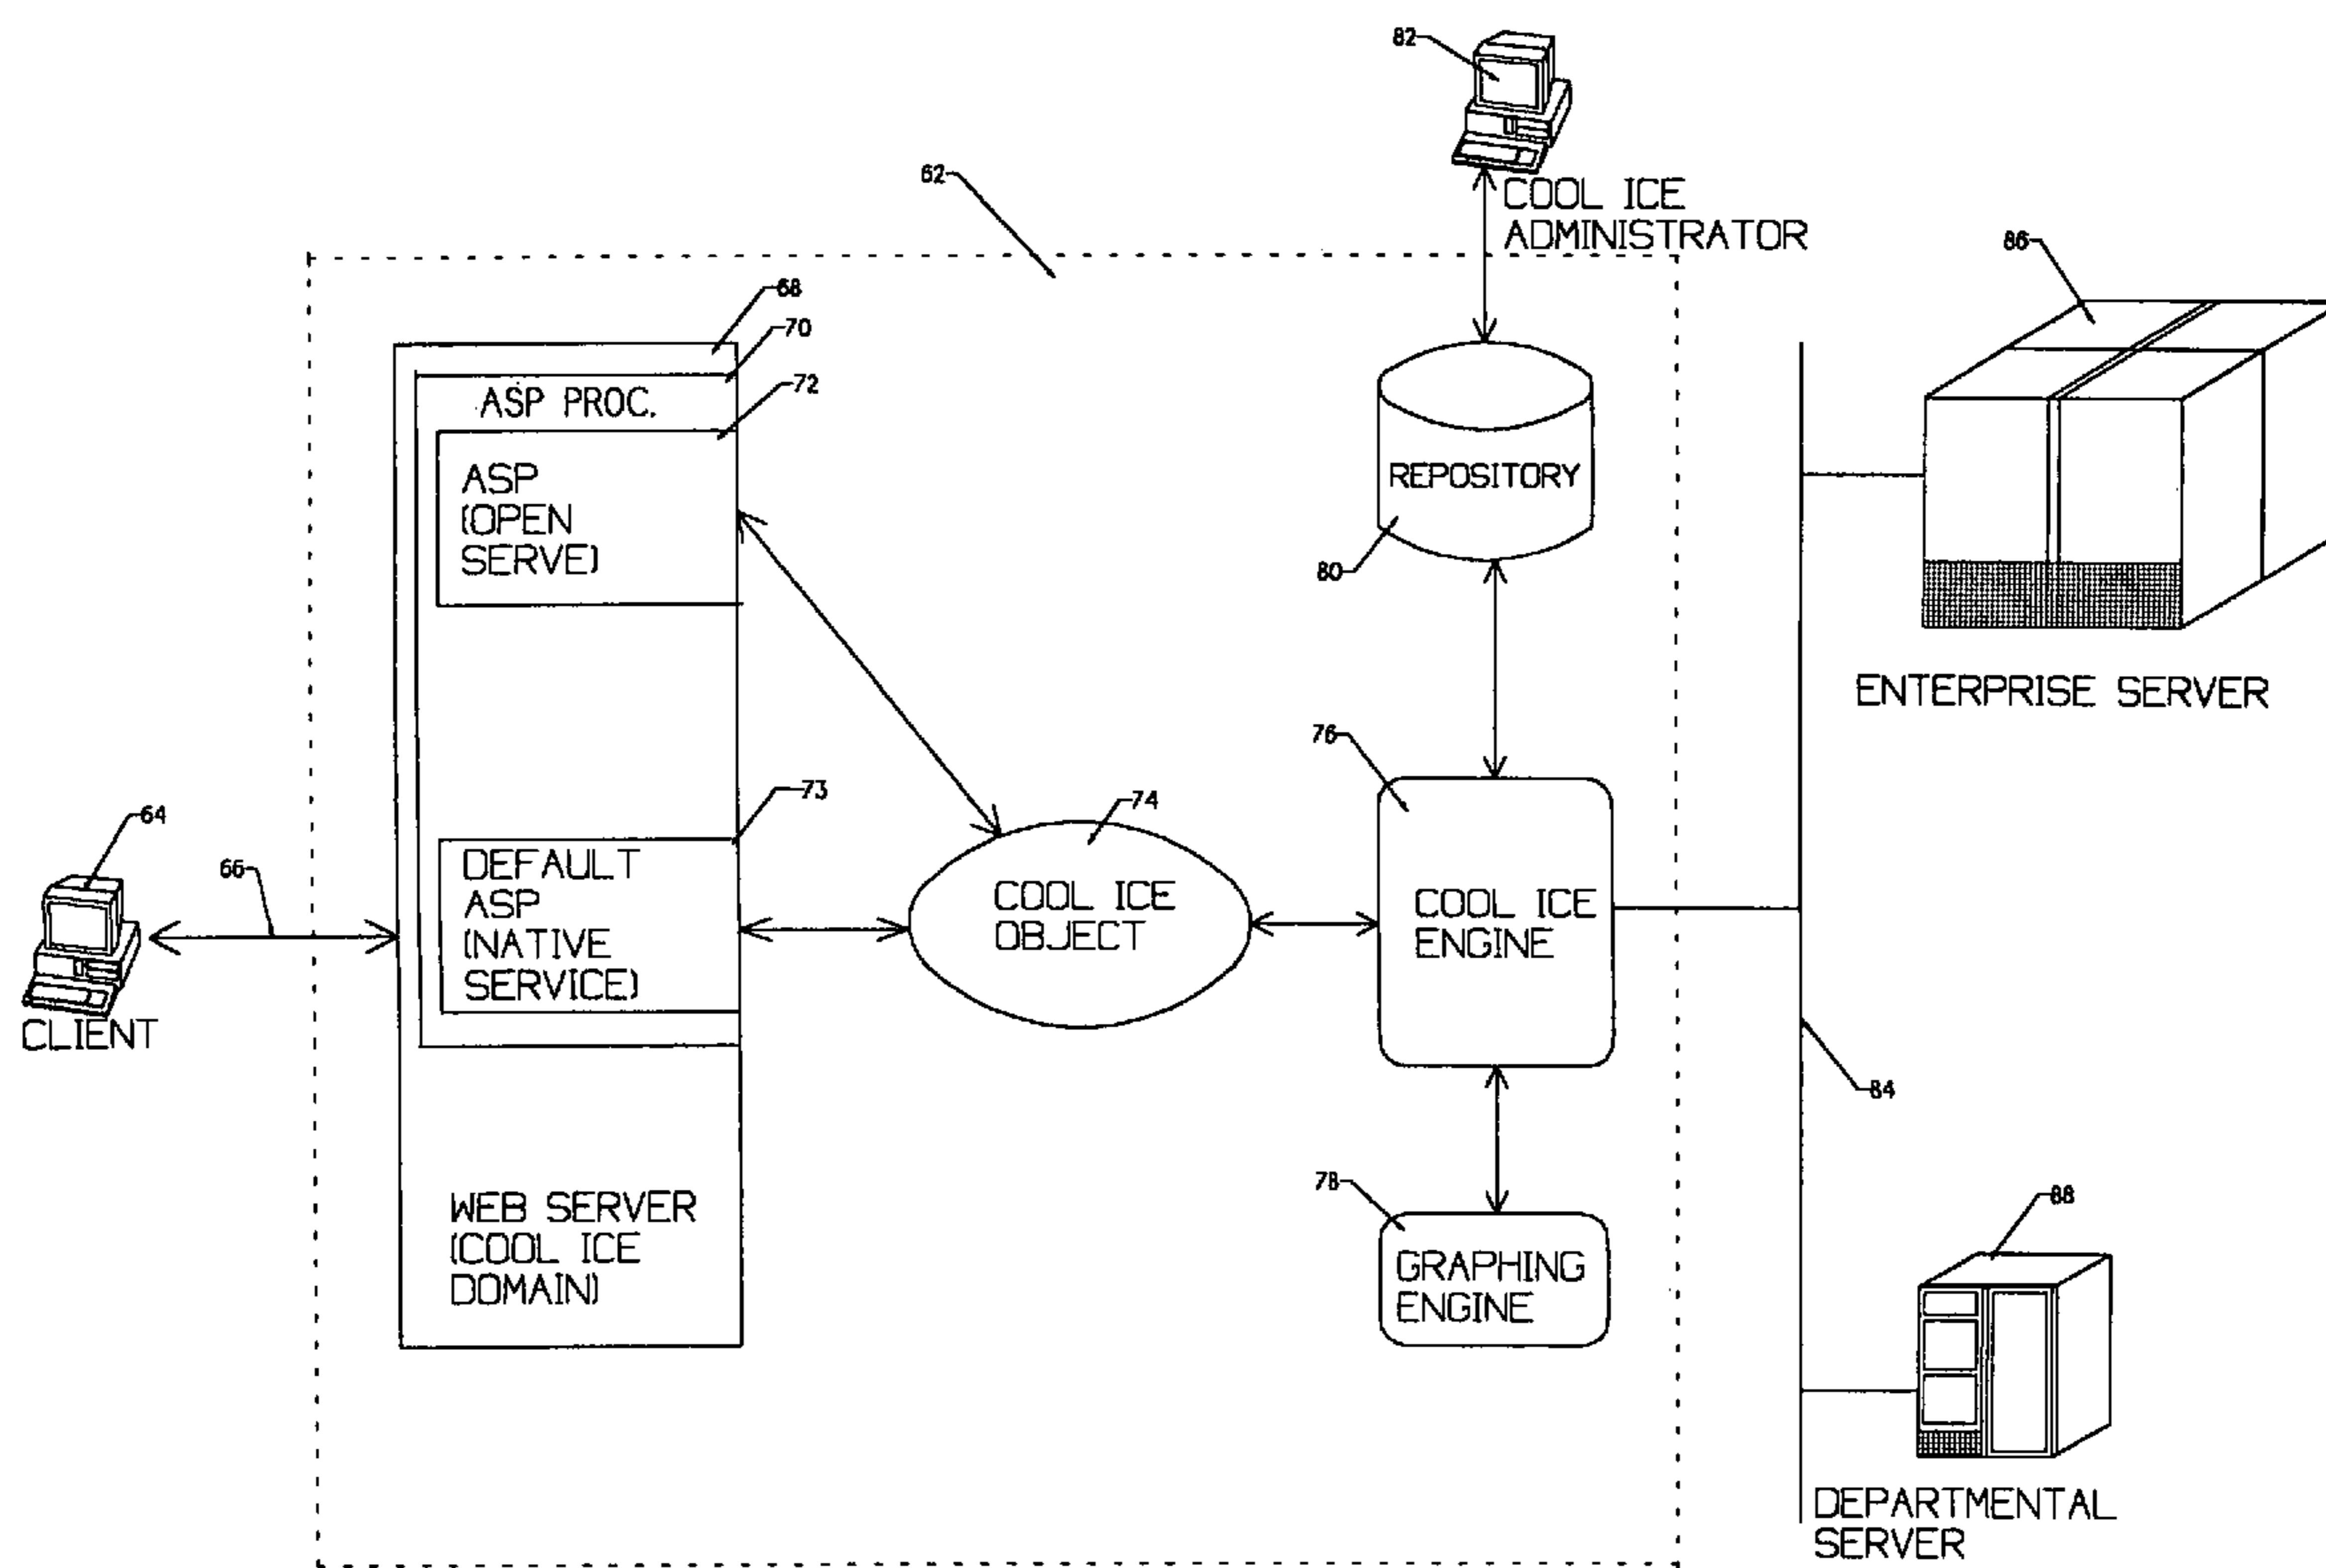 82
COOL ICE
ADMINISTRATOR
62
86
68
70
72
ASP PROC.
ASP
(OPEN
SERVE)
REPOSITORY
80
ENTERPRISE SERVER
76
73
74
64
66
DEFAULT
ASP
(NATIVE
SERVICE)
COOL ICE
OBJECT
COOL ICE
ENGINE
CLIENT
84
78
88
WEB SERVER
(COOL ICE
DOMAIN)
GRAPHING
ENGINE
DEPARTMENTAL
SERVER